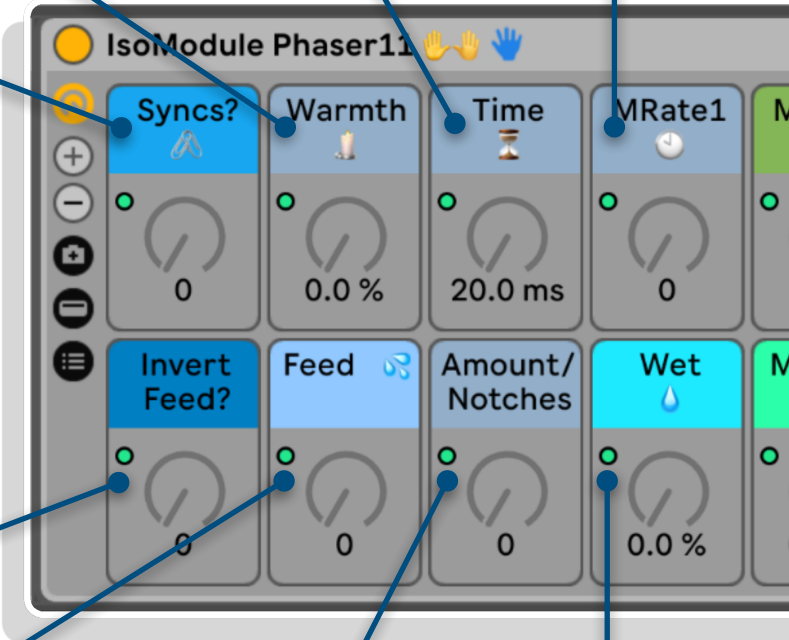 IsoModule Phaser11 🤚🤚 👋
Syncs? Warmth Time MRate1 M
0 0.0 % 20.0 ms 0
Invert Feed 💦 Amount/ Wet M
Feed? Notches
0 0 0 0.0 %